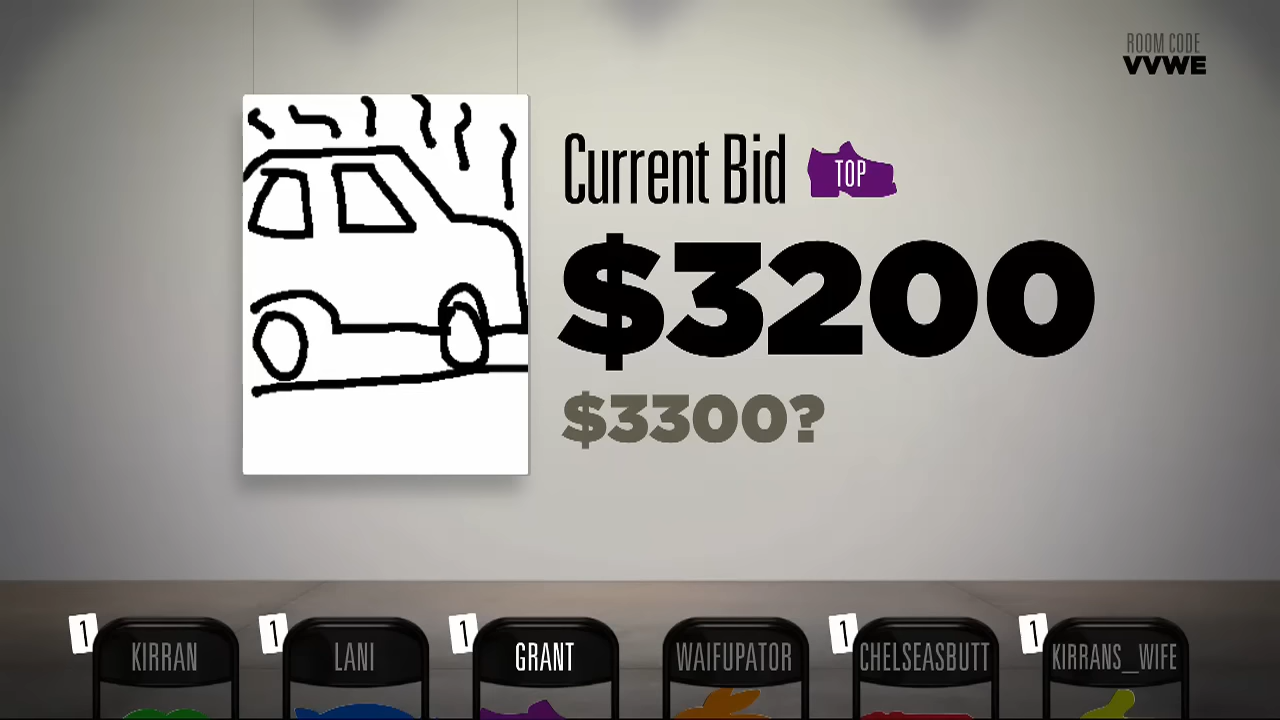 ROOM CODE
VVWE
Current Bid
TOP
$3200
$3300?
1 KIRRAN
1 LANI
1 GRANT
WAIFUPATOR
1 CHELSEASBUTT
1 KIRRANS_WIFE